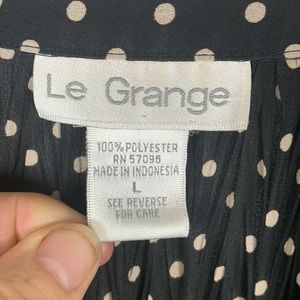 Le Grange
100% POLYESTER
RN 57096
MADE IN INDONESIA
L
SEE REVERSE
FOR CARE